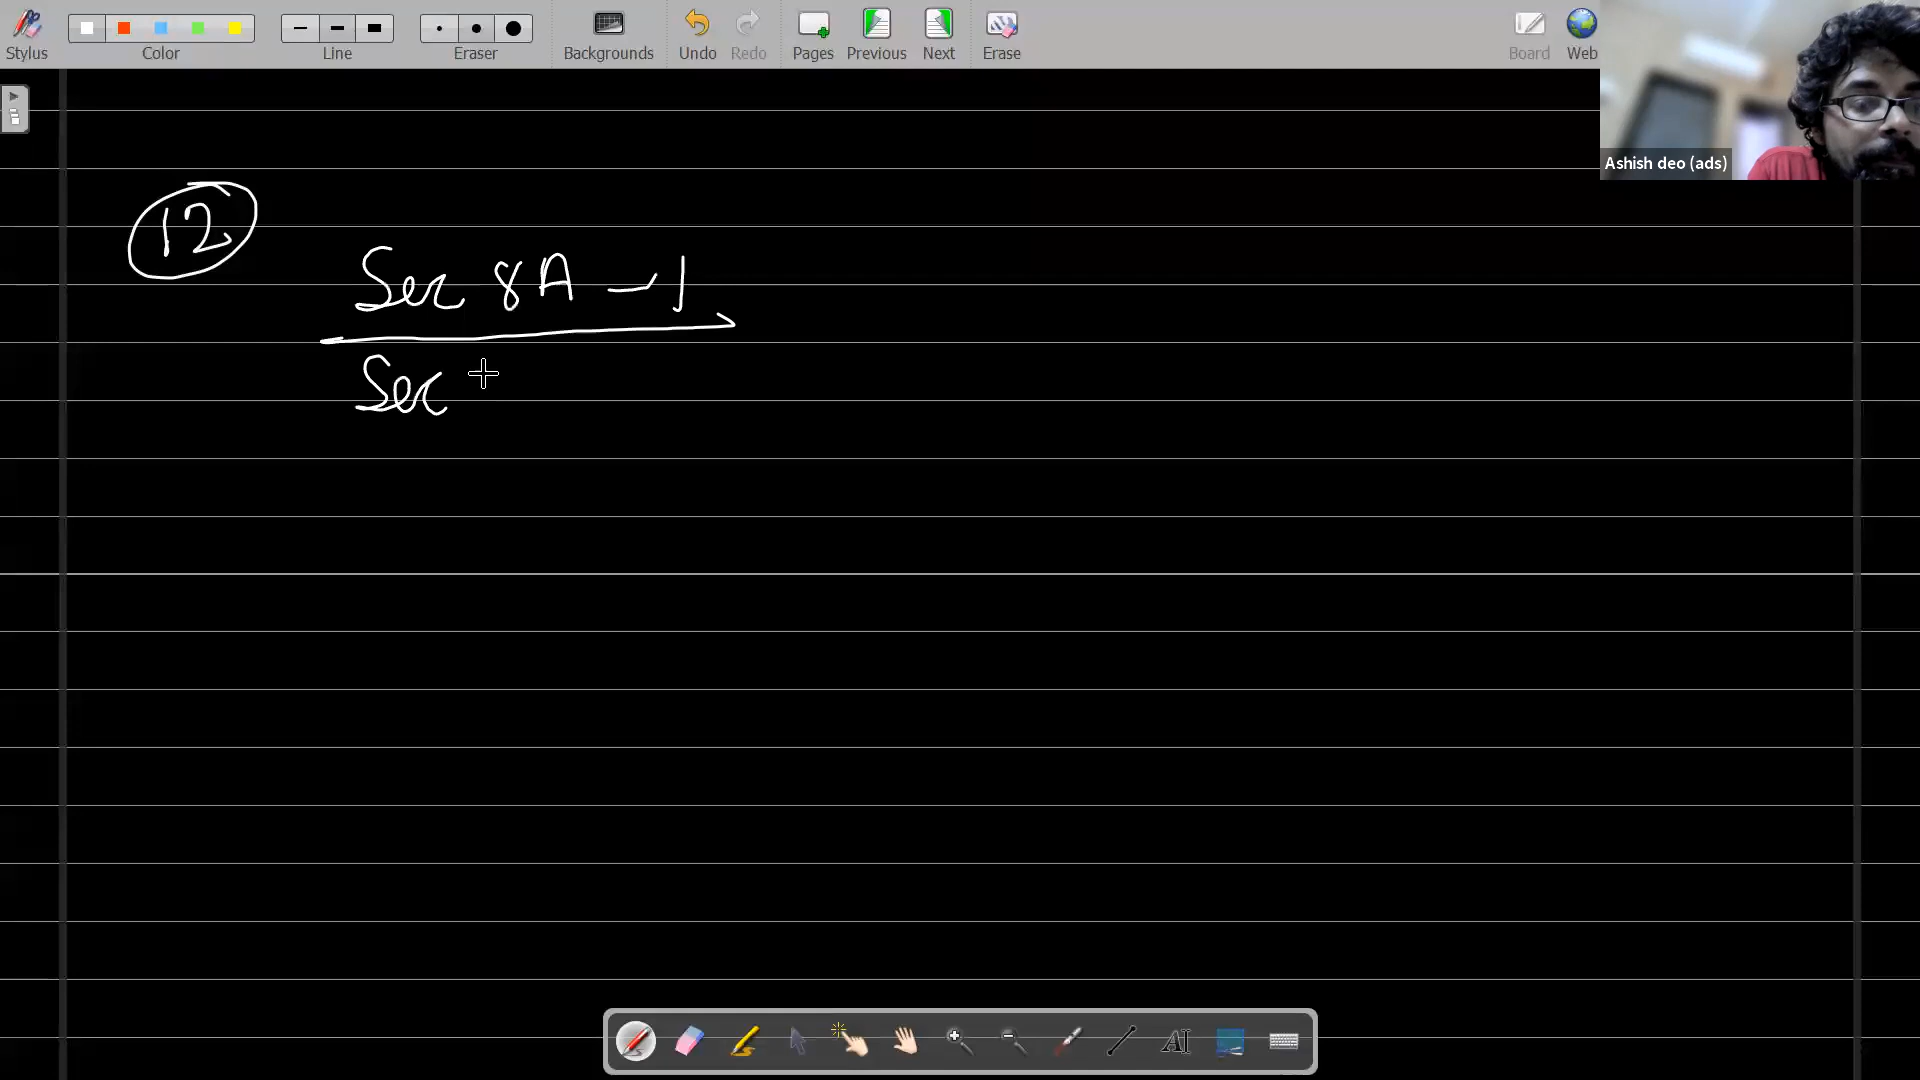 Stylus Color Line Eraser Backgrounds Undo Redo Pages Previous Next Erase Board Web
Ashish deo (ads)
12
Sec 8A - 1
Sec
AI